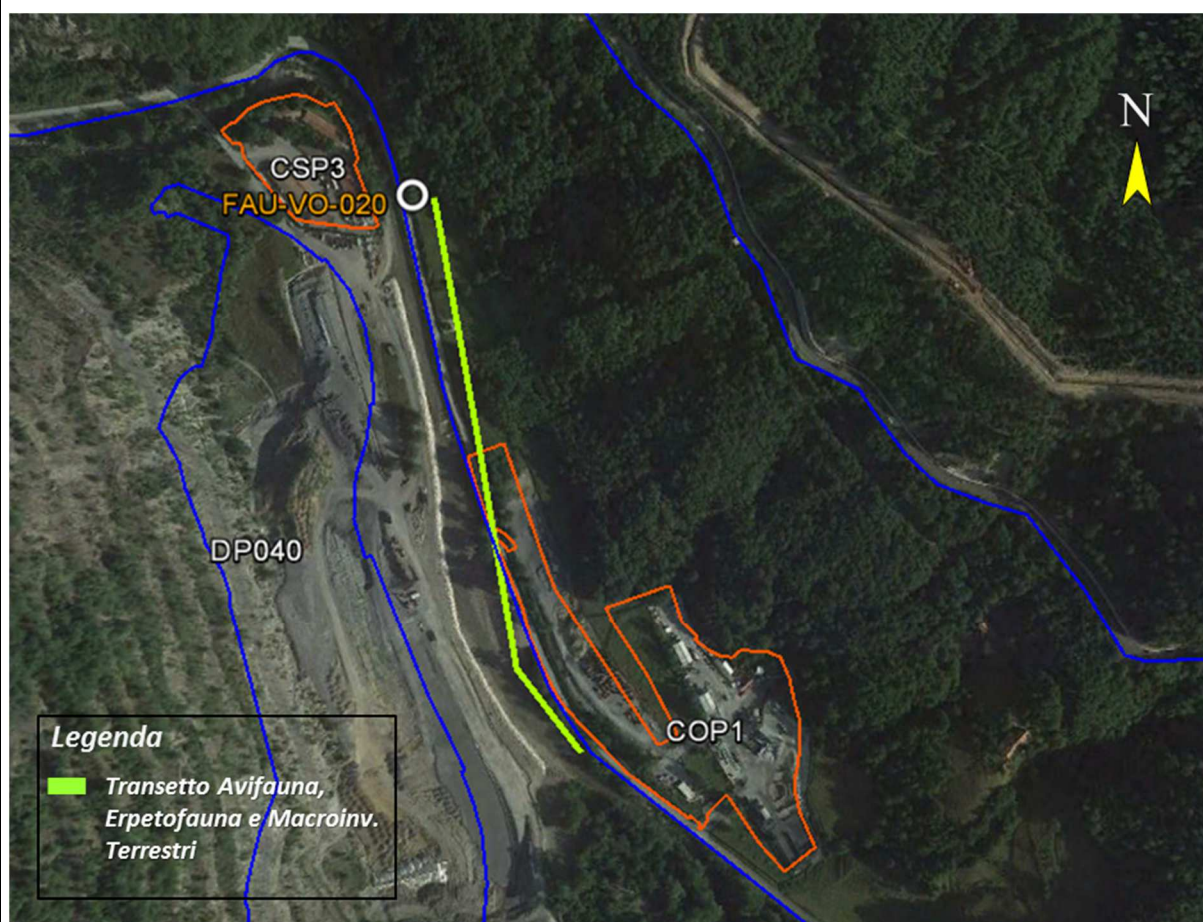 N
CSP3
FAU-VO-020
DP040
COP1
Legenda
Transetto Avifauna,
Erpetofauna e Macroinv.
Terrestri